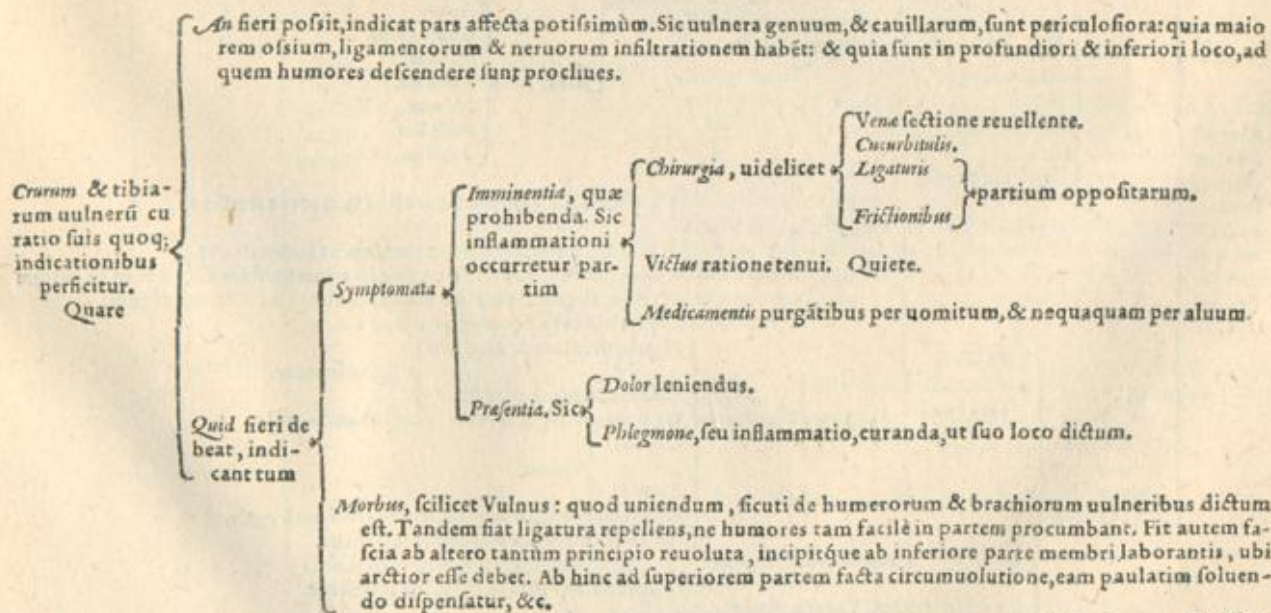 An fieri poſsit, indicat pars affecta potiſsimùm. Sic uulnera genuum, & cauillarum, ſunt periculoſiora: quia maio
rem oſsium, ligamentorum & neruorum infiltrationem habēt: & quia ſunt in profundiori & inferiori loco, ad
quem humores deſcendere ſunt procliues.
Crurum & tibia-
rum uulnerū cu
ratio ſuis quoq;
indicationibus
perficitur.
Quare
Quid fieri de
beat, indi-
cant tum
Symptomata
Imminentia, quæ
prohibenda. Sic
inflammationi
occurretur par-
tim
Chirurgia, uidelicet
Venæ ſectione reuellente.
Cucurbitulis.
Ligaturis
Frictionibus
partium oppoſitarum.
Victus ratione tenui. Quiete.
Medicamentis purgātibus per uomitum, & nequaquam per aluum.
Præſentia. Sic
Dolor leniendus.
Phlegmone, ſeu inflammatio, curanda, ut ſuo loco dictum.
Morbus, ſcilicet Vulnus: quod uniendum, ſicuti de humerorum & brachiorum uulneribus dictum
eſt. Tandem fiat ligatura repellens, ne humores tam facilè in partem procumbant. Fit autem fa-
ſcia ab altero tantùm principio reuoluta, incipitq́ue ab inferiore parte membri laborantis, ubi
arctior eſſe debet. Ab hinc ad ſuperiorem partem facta circumuolutione, eam paulatim ſoluen-
do diſpenſatur, &c.